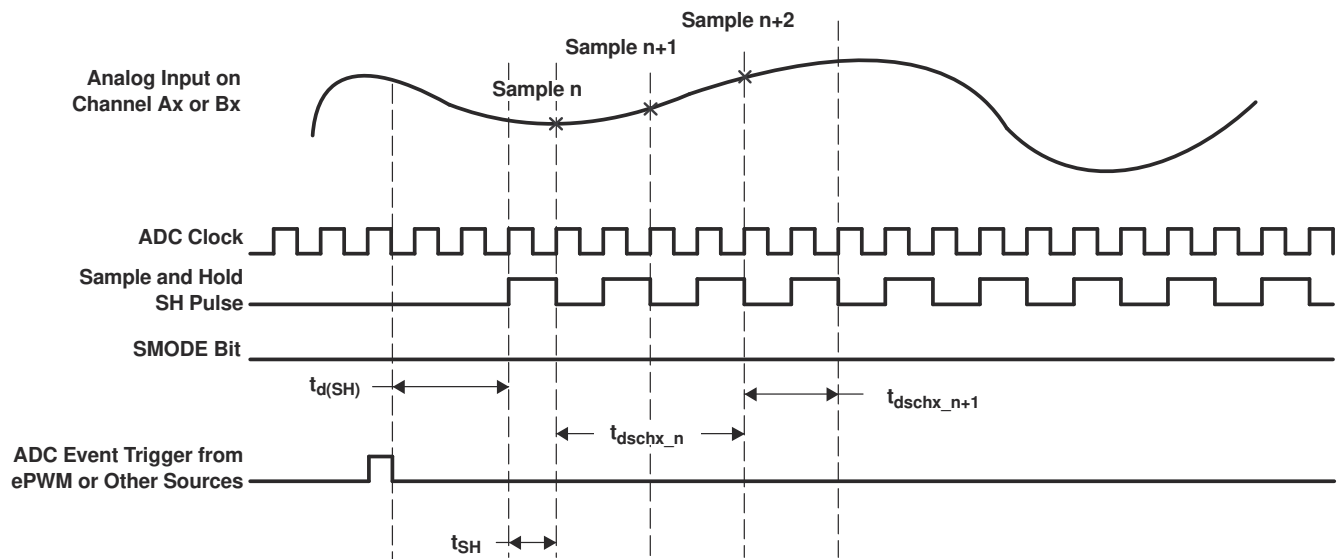 Sample n+2
Sample n+1
Analog Input on
Channel Ax or Bx
Sample n
ADC Clock
Sample and Hold
SH Pulse
SMODE Bit
td(SH)
tdschx_n+1
tdschx_n
ADC Event Trigger from
ePWM or Other Sources
tSH